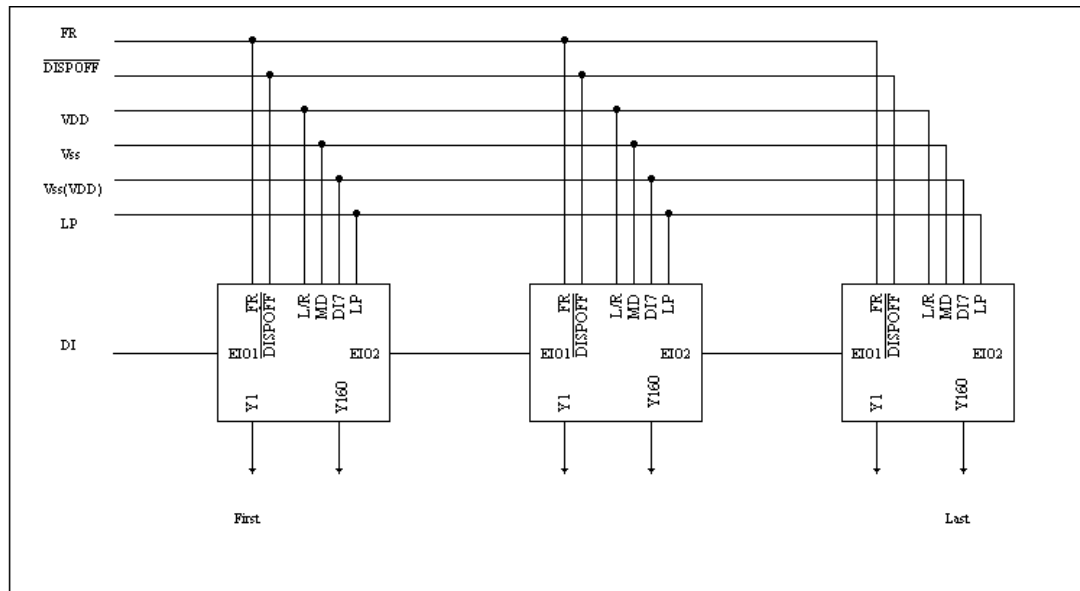 FR
DISPOFF
VDD
Vss
Vss(VDD)
LP
FR
DISPOFF
L/R
MD
DI7
LP
FR
DISPOFF
L/R
MD
DI7
LP
FR
DISPOFF
L/R
MD
DI7
LP
DI
EIO1
EIO2
EIO1
EIO2
EIO1
EIO2
Y1
Y160
Y1
Y160
Y1
Y160
First
Last